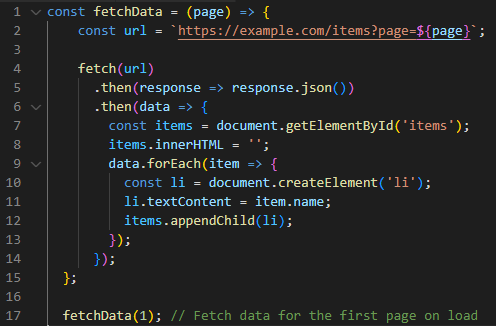 1 const fetchData = (page) => {
2 const url = `https://example.com/items?page=${page}`;
3
4 fetch(url)
5 .then(response => response.json())
6 .then(data => {
7 const items = document.getElementById('items');
8 items.innerHTML = '';
9 data.forEach(item => {
10 const li = document.createElement('li');
11 li.textContent = item.name;
12 items.appendChild(li);
13 });
14 });
15 };
16
17 fetchData(1); // Fetch data for the first page on load